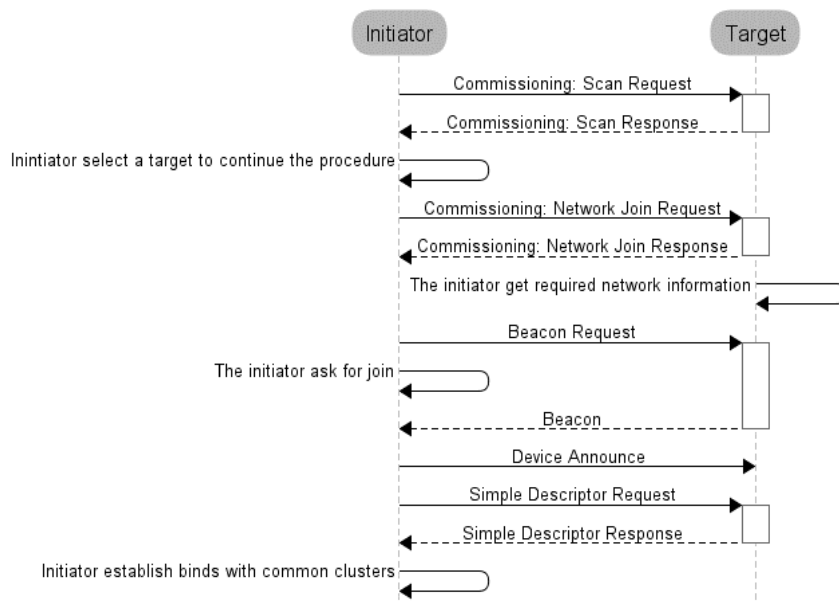 Initiator
Target
Commissioning: Scan Request
Commissioning: Scan Response
Inintiator select a target to continue the procedure
Commissioning: Network Join Request
Commissioning: Network Join Response
The initiator get required network information
Beacon Request
The initiator ask for join
Beacon
Device Announce
Simple Descriptor Request
Simple Descriptor Response
Initiator establish binds with common clusters